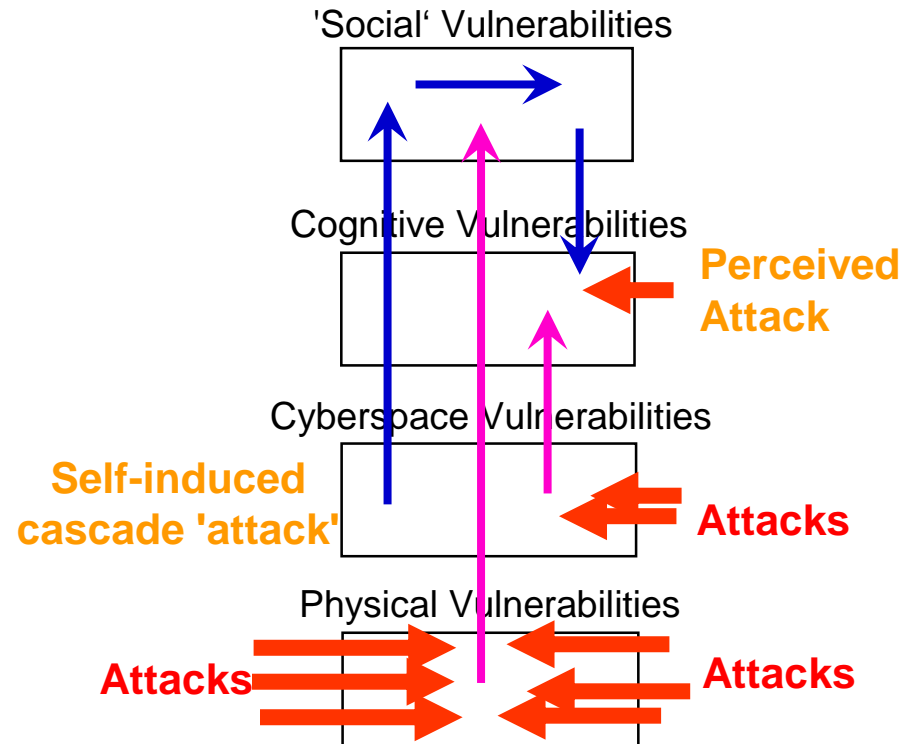 'Social‘ Vulnerabilities
Cognitive Vulnerabilities
Perceived
Attack
Cyberspace Vulnerabilities
Self-induced
cascade 'attack'
Attacks
Physical Vulnerabilities
Attacks
Attacks